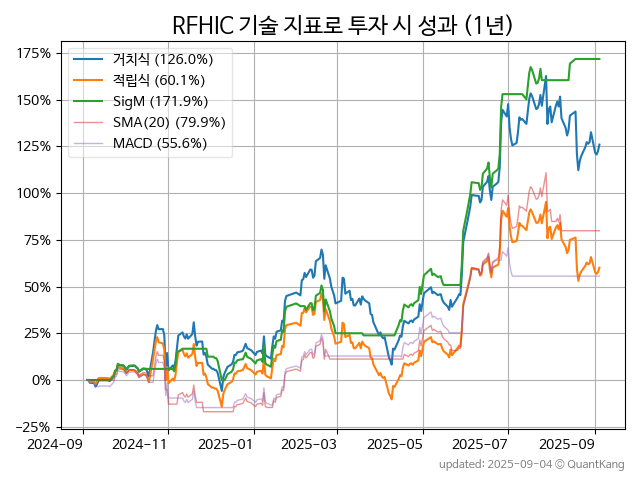 RFHIC 기술 지표로 투자 시 성과 (1년)
거치식 (126.0%)
적립식 (60.1%)
SigM (171.9%)
SMA(20) (79.9%)
MACD (55.6%)
175%
150%
125%
100%
75%
50%
25%
0%
−25%
2024-09 2024-11 2025-01 2025-03 2025-05 2025-07 2025-09
updated: 2025-09-04 © QuantKang